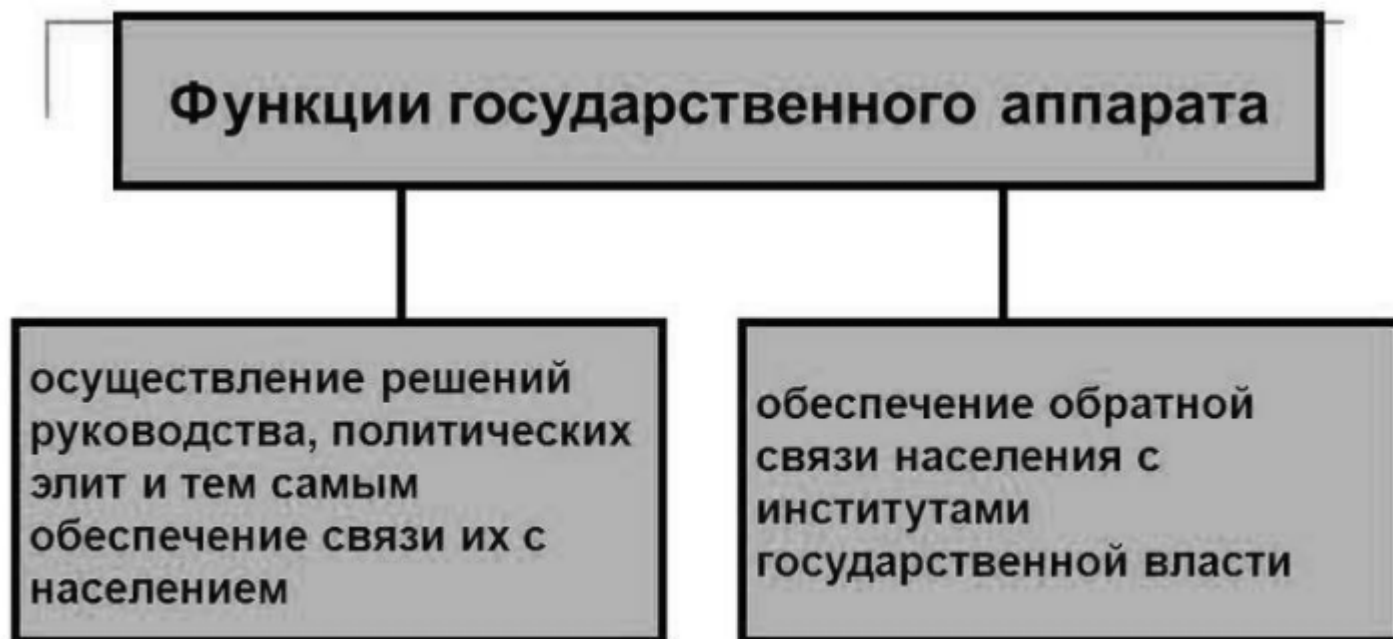 Функции государственного аппарата
осуществление решений
руководства, политических
элит и тем самым
обеспечение связи их с
населением
обеспечение обратной
связи населения с
институтами
государственной власти